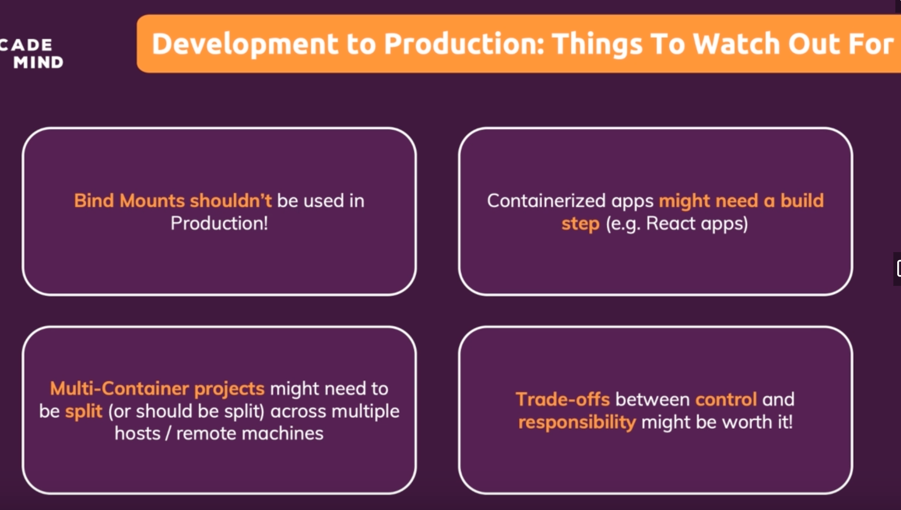 CADE
MIND
Development to Production: Things To Watch Out For
Bind Mounts shouldn't be used in
Production!
Containerized apps might need a build
step (e.g. React apps)
Multi-Container projects might need to
be split (or should be split) across multiple
hosts / remote machines
Trade-offs between control and
responsibility might be worth it!